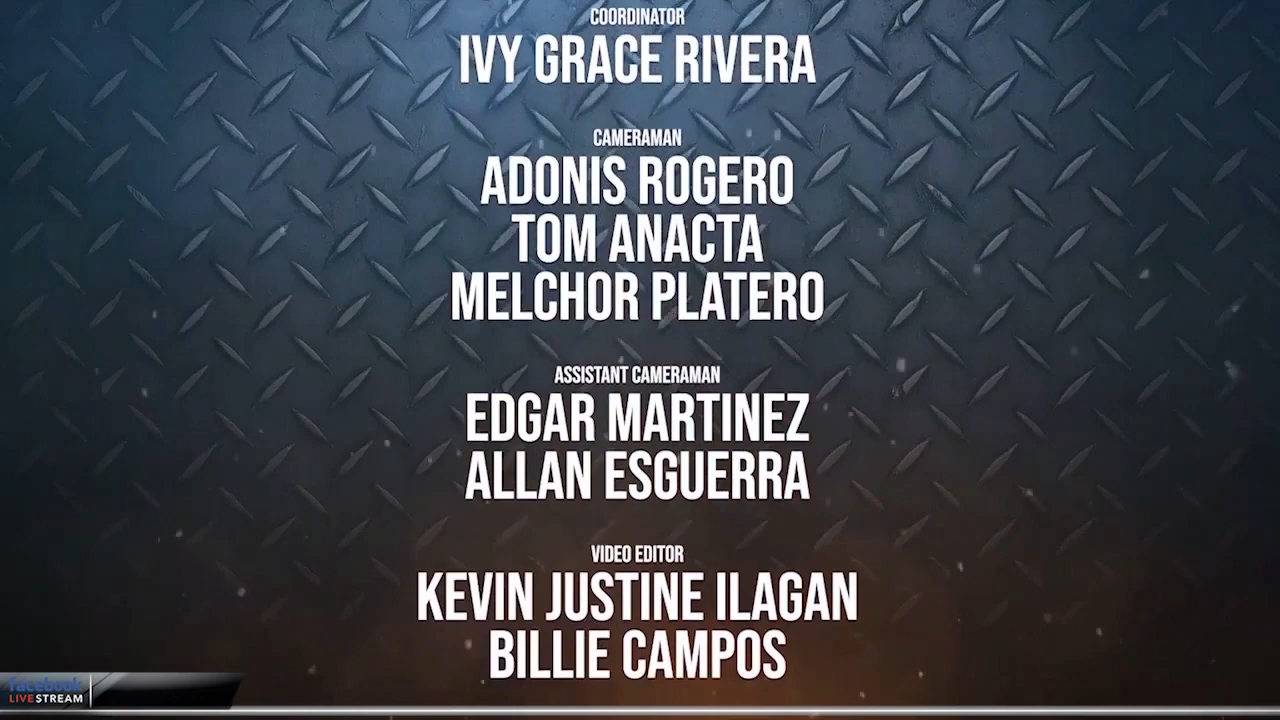 COORDINATOR
IVY GRACE RIVERA
CAMERAMAN
ADONIS ROGERO
TOM ANACTA
MELCHOR PLATERO
ASSISTANT CAMERAMAN
EDGAR MARTINEZ
ALLAN ESGUERRA
VIDEO EDITOR
KEVIN JUSTINE ILAGAN
BILLIE CAMPOS
facebook
LIVESTREAM